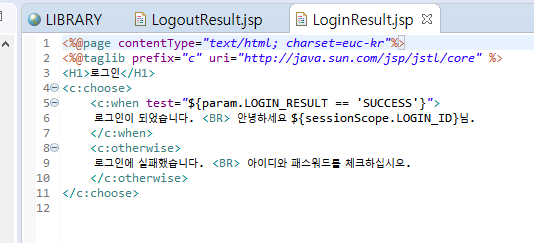 LIBRARY LogoutResult.jsp LoginResult.jsp
1 <%@page contentType="text/html; charset=euc-kr"%>
2 <%@taglib prefix="c" uri="http://java.sun.com/jsp/jstl/core" %>
3 <H1>로그인</H1>
4 <c:choose>
5 <c:when test="${param.LOGIN_RESULT == 'SUCCESS'}">
6 로그인이 되었습니다. <BR> 안녕하세요 ${sessionScope.LOGIN_ID}님.
7 </c:when>
8 <c:otherwise>
9 로그인에 실패했습니다. <BR> 아이디와 패스워드를 체크하십시오.
10 </c:otherwise>
11 </c:choose>
12